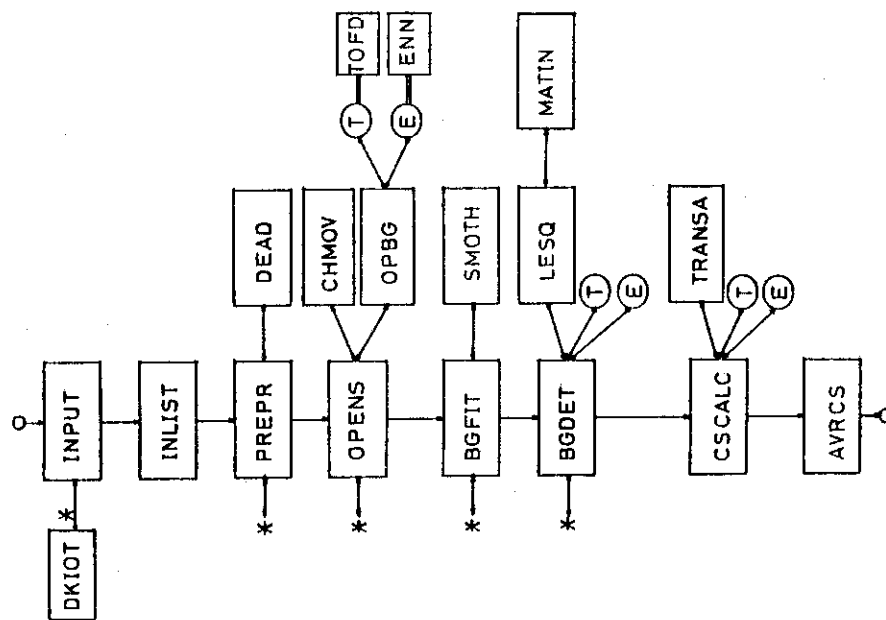 DKIOT
*
INPUT
INLIST
PREPR
DEAD
*
OPENS
CHMOV
OPBG
T
TOFD
E
ENN
*
BGFIT
SMOTH
*
BGDET
LESQ
MATIN
T
E
*
CSCALC
TRANSA
T
E
AVRCS